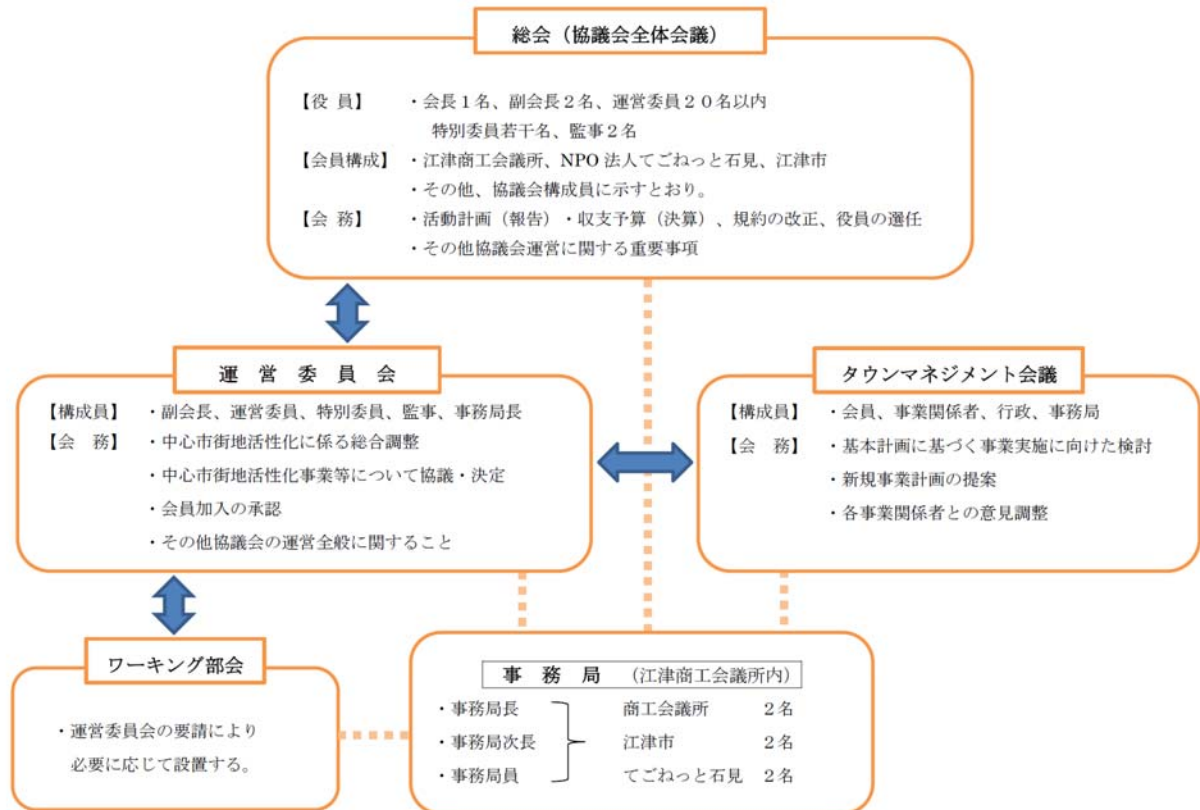 総会（協議会全体会議）
【役 員】 ・会長１名、副会長２名、運営委員２０名以内
特別委員若干名、監事２名
【会員構成】 ・江津商工会議所、NPO 法人てごねっと石見、江津市
・その他、協議会構成員に示すとおり。
【会 務】 ・活動計画（報告）・収支予算（決算）、規約の改正、役員の選任
・その他協議会運営に関する重要事項
運 営 委 員 会
【構成員】 ・副会長、運営委員、特別委員、監事、事務局長
【会 務】 ・中心市街地活性化に係る総合調整
・中心市街地活性化事業等について協議・決定
・会員加入の承認
・その他協議会の運営全般に関すること
タウンマネジメント会議
【構成員】 ・会員、事業関係者、行政、事務局
【会 務】 ・基本計画に基づく事業実施に向けた検討
・新規事業計画の提案
・各事業関係者との意見調整
ワーキング部会
・運営委員会の要請により
必要に応じて設置する。
事 務 局 （江津商工会議所内）
・事務局長 商工会議所 ２名
・事務局次長 江津市 ２名
・事務局員 てごねっと石見 ２名